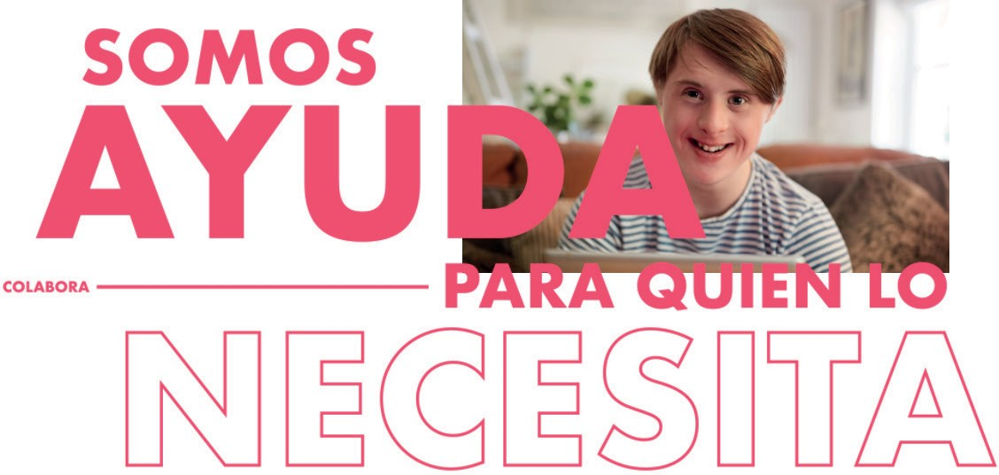 SOMOS
AYUDA
COLABORA
PARA QUIEN LO
NECESITA